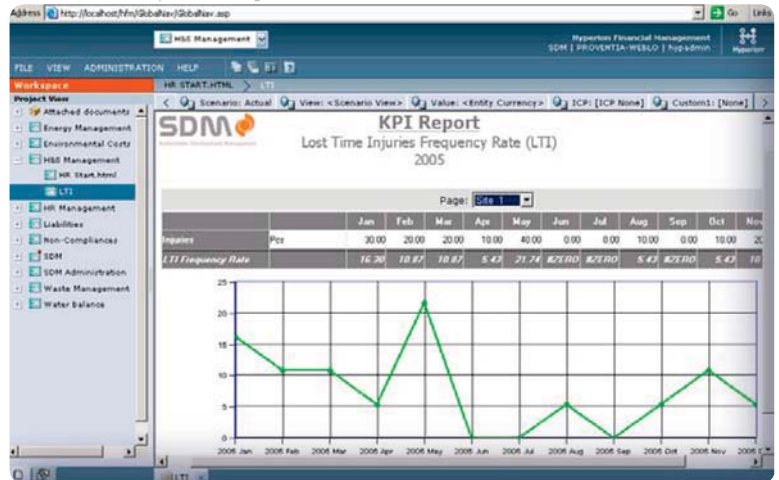 Address http://localhost/hfm/GlobalNav/GlobalNav.asp Go Links
H&S Management
Hyperion Financial Management
SDM | PROVENTIA-WEBLO | hypadmin Hyperion
FILE VIEW ADMINISTRATION HELP
Workspace HR START.HTML > LTI
Project View
< Scenario: Actual View: <Scenario View> Value: <Entity Currency> ICP: [ICP None] Custom1: [None] >
Attached documents
Energy Management
Environmental Costs
H&S Management
HR Start.html
LTI
HR Management
Liabilities
Non-Compliances
SDM
SDM Administration
Waste Management
Water Balance
SDM
KPI Report
Lost Time Injuries Frequency Rate (LTI)
2005
Page: Site 1
Jan Feb Mar Apr May Jun Jul Aug Sep Oct Nov
Injuries Pcs 30.00 20.00 20.00 10.00 40.00 0.00 0.00 10.00 0.00 10.00 20
LTI Frequency Rate 16.30 10.87 10.87 5.43 21.74 #ZERO #ZERO 5.43 #ZERO 5.43 10
25
20
15
10
5
0
2005 Jan 2005 Feb 2005 Mar 2005 Apr 2005 May 2005 Jun 2005 Jul 2005 Aug 2005 Sep 2005 Oct 2005 Nov 2005
LTI